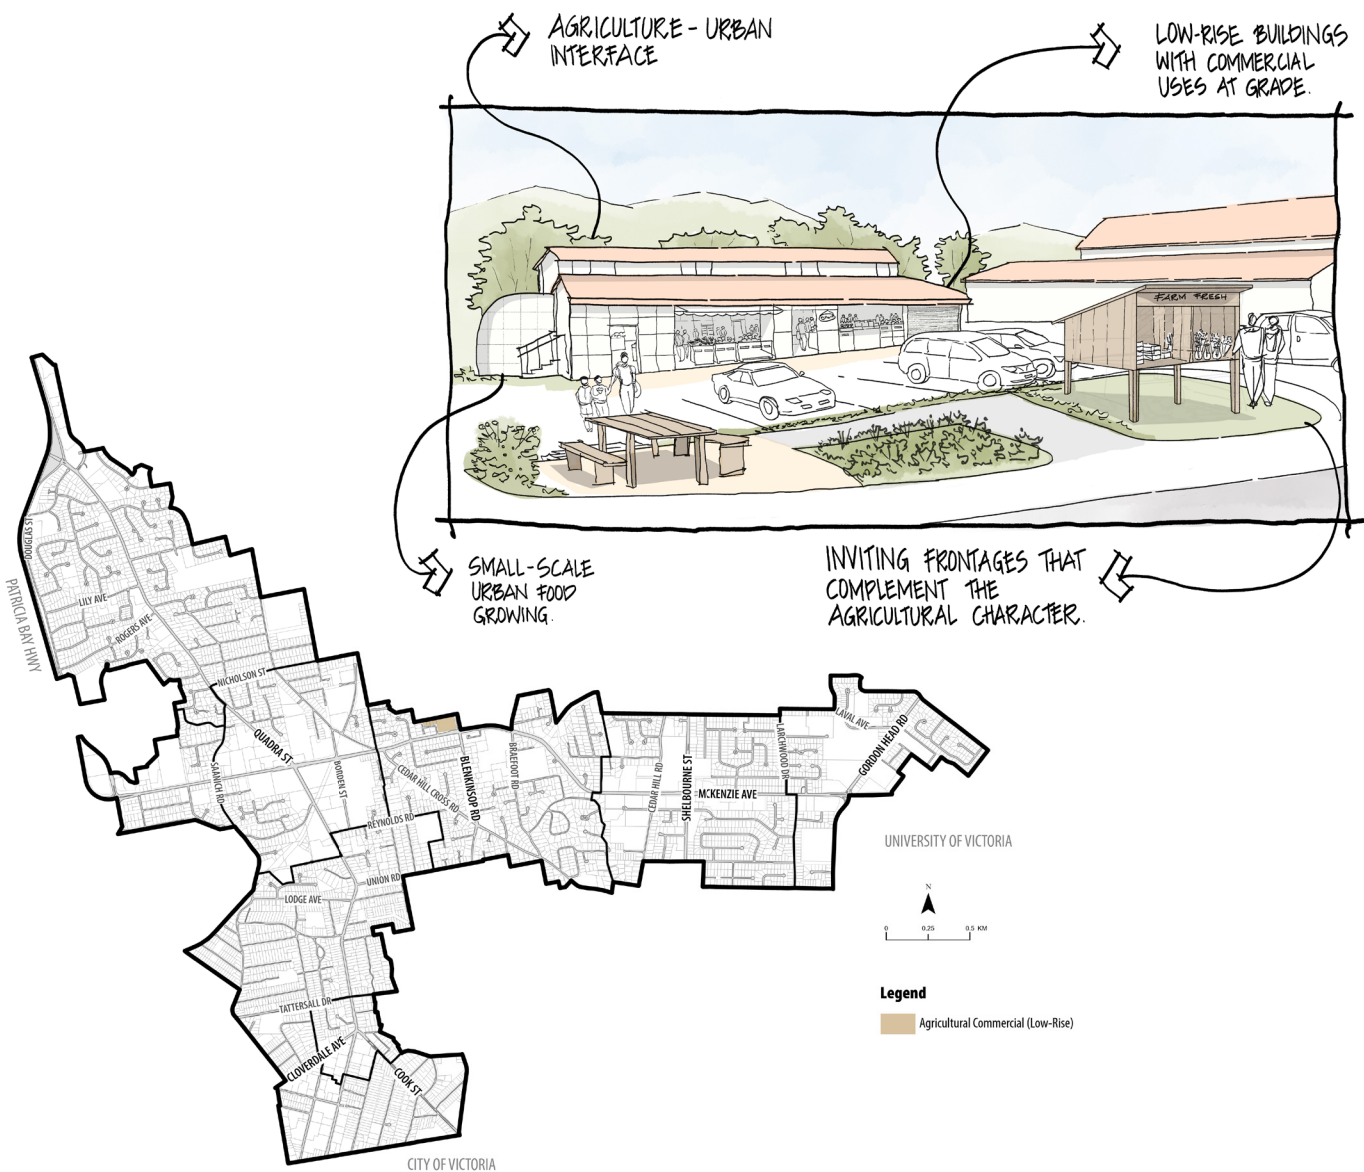 AGRICULTURE - URBAN
INTERFACE
LOW-RISE BUILDINGS
WITH COMMERCIAL
USES AT GRADE.
FARM FRESH
SMALL-SCALE
URBAN FOOD
GROWING.
INVITING FRONTAGES THAT
COMPLEMENT THE
AGRICULTURAL CHARACTER.
DOUGLAS ST
PATRICIA BAY HWY
LILY AVE
ROGERS AVE
NICHOLSON ST
QUADRA ST
SAANICH RD
BORDEN ST
CEDAR HILL CROSS RD
BLENKINSOP RD
BRAEFOOT RD
REYNOLDS RD
CEDAR HILL RD
SHELBOURNE ST
MCKENZIE AVE
LARCHWOOD DR
LAVAL AVE
GORDON HEAD RD
UNION RD
LODGE AVE
TATTERSALL DR
CLOVERDALE AVE
COOK ST
CITY OF VICTORIA
UNIVERSITY OF VICTORIA
N
0 0.25 0.5 KM
Legend
Agricultural Commercial (Low-Rise)